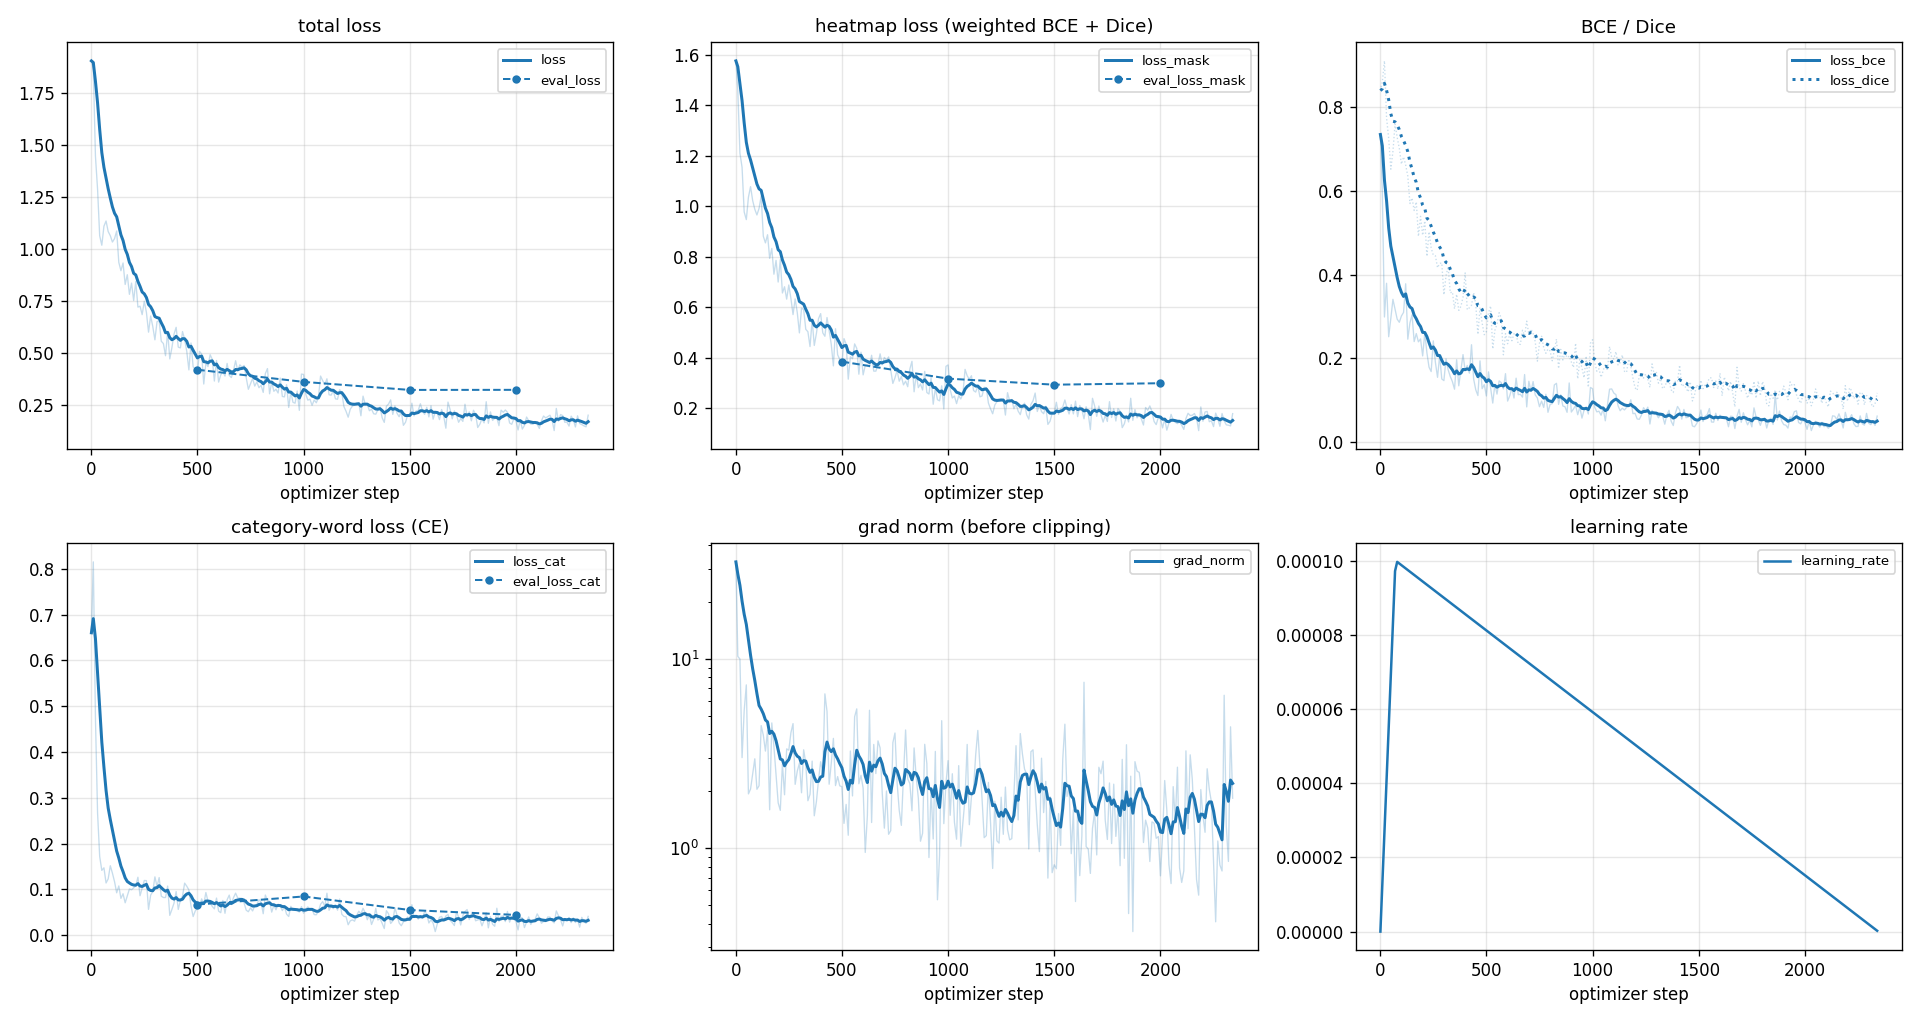 total loss
loss
eval_loss
1.75
1.50
1.25
1.00
0.75
0.50
0.25
0 500 1000 1500 2000
optimizer step
heatmap loss (weighted BCE + Dice)
loss_mask
eval_loss_mask
1.6
1.4
1.2
1.0
0.8
0.6
0.4
0.2
0 500 1000 1500 2000
optimizer step
BCE / Dice
loss_bce
loss_dice
0.8
0.6
0.4
0.2
0.0
0 500 1000 1500 2000
optimizer step
category-word loss (CE)
loss_cat
eval_loss_cat
0.8
0.7
0.6
0.5
0.4
0.3
0.2
0.1
0.0
0 500 1000 1500 2000
optimizer step
grad norm (before clipping)
grad_norm
10¹
10⁰
0 500 1000 1500 2000
optimizer step
learning rate
learning_rate
0.00010
0.00008
0.00006
0.00004
0.00002
0.00000
0 500 1000 1500 2000
optimizer step